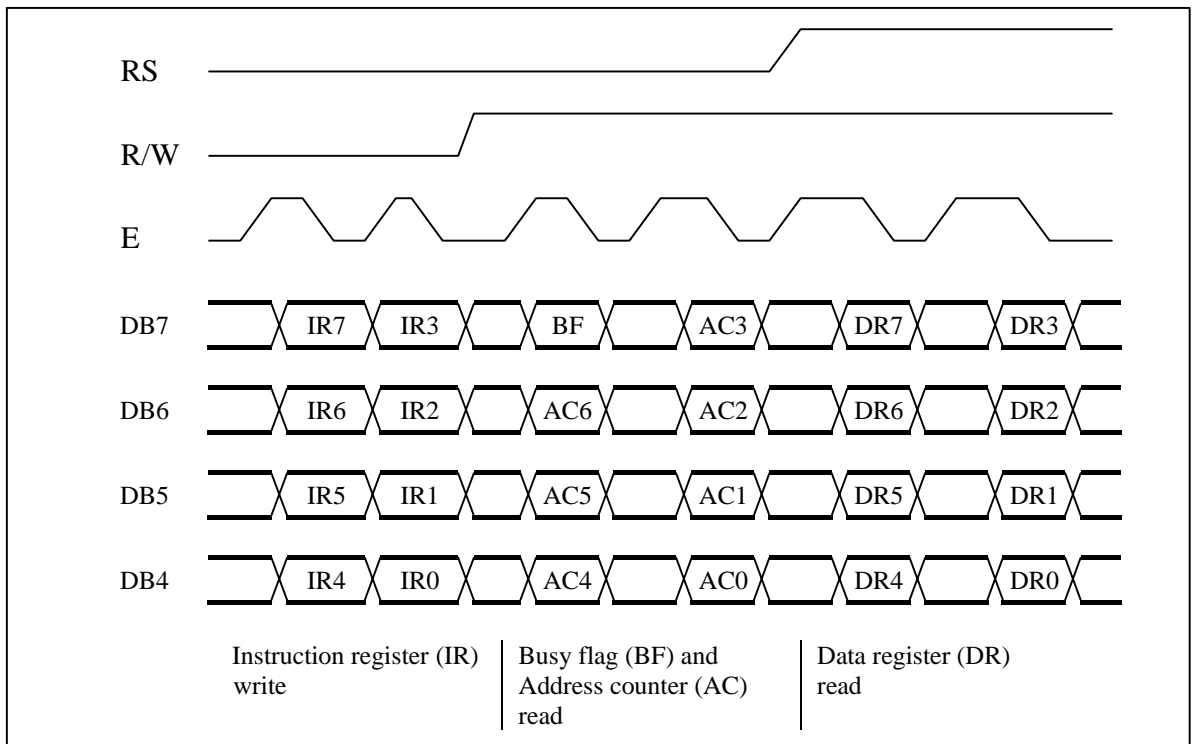 RS
R/W
E
DB7 IR7 IR3 BF AC3 DR7 DR3
DB6 IR6 IR2 AC6 AC2 DR6 DR2
DB5 IR5 IR1 AC5 AC1 DR5 DR1
DB4 IR4 IR0 AC4 AC0 DR4 DR0
Instruction register (IR)
write
Busy flag (BF) and
Address counter (AC)
read
Data register (DR)
read